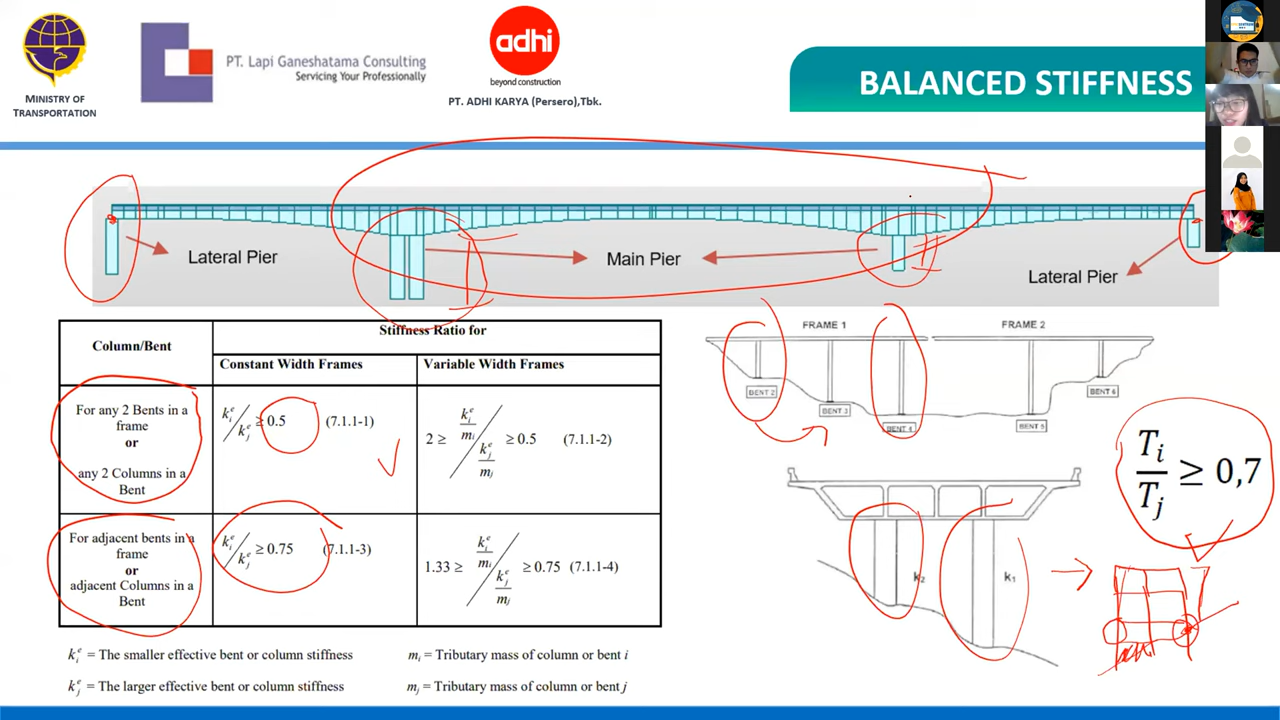 MINISTRY OF
TRANSPORTATION
PT. Lapi Ganeshatama Consulting
Servicing Your Professionally
adhi
beyond construction
PT. ADHI KARYA (Persero),Tbk.
BALANCED STIFFNESS
Lateral Pier
Main Pier
Lateral Pier
Column/Bent
Stiffness Ratio for
Constant Width Frames
Variable Width Frames
For any 2 Bents in a
frame
or
any 2 Columns in a
Bent
k_i^e / k_j^e ≥ 0.5 (7.1.1-1)
2 ≥ k_i^e/m_i / k_j^e/m_j ≥ 0.5 (7.1.1-2)
For adjacent bents in a
frame
or
adjacent Columns in a
Bent
k_i^e / k_j^e ≥ 0.75 (7.1.1-3)
1.33 ≥ k_i^e/m_i / k_j^e/m_j ≥ 0.75 (7.1.1-4)
k_i^e = The smaller effective bent or column stiffness
m_i = Tributary mass of column or bent i
k_j^e = The larger effective bent or column stiffness
m_j = Tributary mass of column or bent j
FRAME 1
FRAME 2
BENT 2
BENT 3
BENT 4
BENT 5
BENT 6
k2
k1
T_i / T_j ≥ 0,7